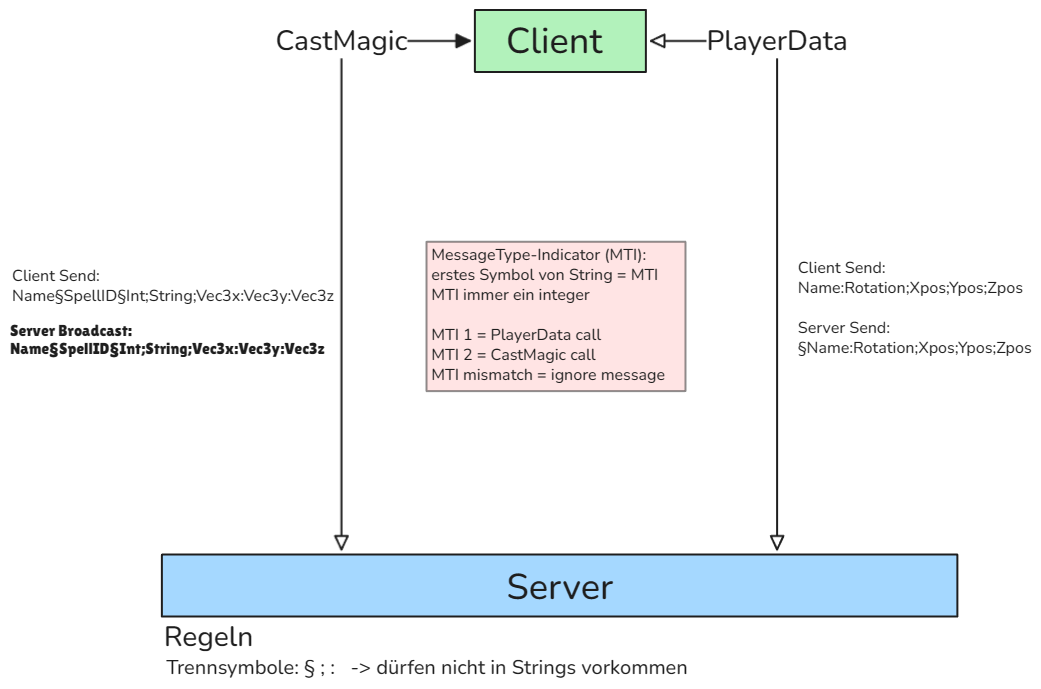 CastMagic
Client
PlayerData
Client Send:
Name§SpellID§Int;String;Vec3x:Vec3y:Vec3z
Server Broadcast:
Name§SpellID§Int;String;Vec3x:Vec3y:Vec3z
MessageType-Indicator (MTI):
erstes Symbol von String = MTI
MTI immer ein integer
MTI 1 = PlayerData call
MTI 2 = CastMagic call
MTI mismatch = ignore message
Client Send:
Name:Rotation;Xpos;Ypos;Zpos
Server Send:
§Name:Rotation;Xpos;Ypos;Zpos
Server
Regeln
Trennsymbole: § ; : -> dürfen nicht in Strings vorkommen